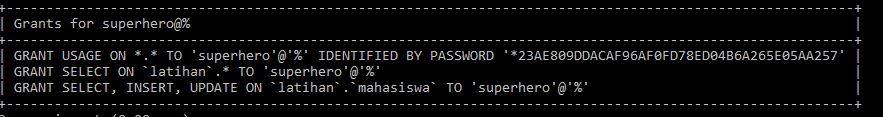 +-------------------------------------------------------------------------------------------------------+
| Grants for superhero@% |
+-------------------------------------------------------------------------------------------------------+
| GRANT USAGE ON *.* TO 'superhero'@'%' IDENTIFIED BY PASSWORD '*23AE809DDACAF96AF0FD78ED04B6A265E05AA257' |
| GRANT SELECT ON `latihan`.* TO 'superhero'@'%' |
| GRANT SELECT, INSERT, UPDATE ON `latihan`.`mahasiswa` TO 'superhero'@'%' |
+-------------------------------------------------------------------------------------------------------+